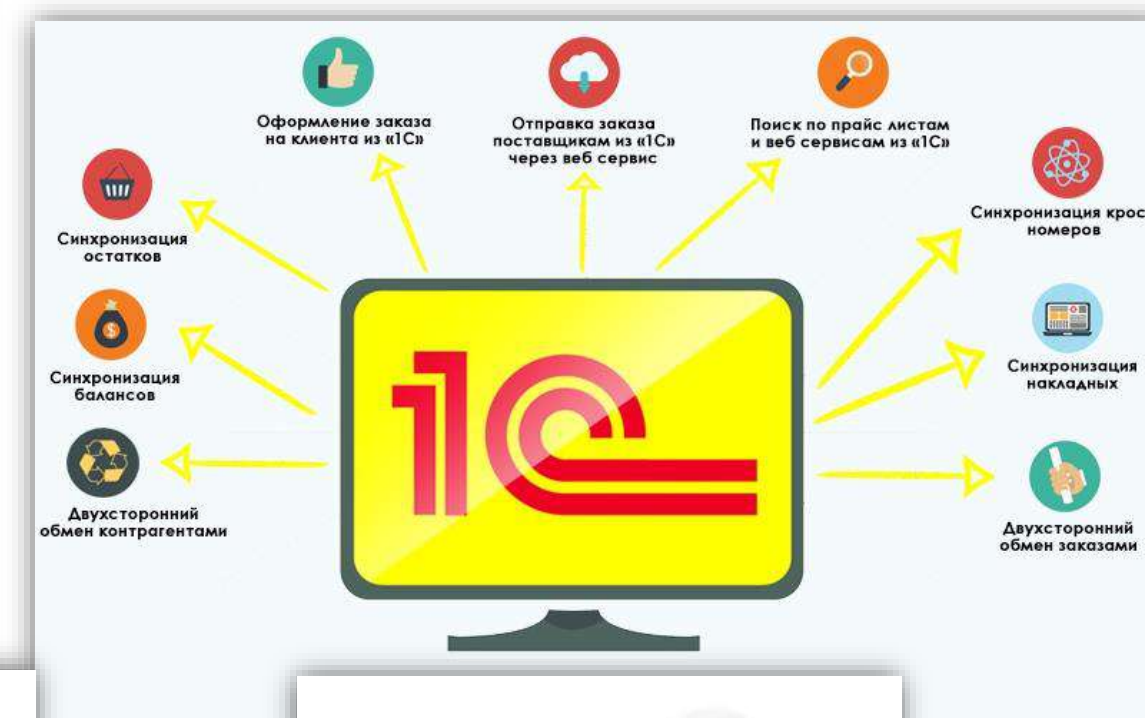 Оформление заказа
на клиента из «1С»
Отправка заказа
поставщикам из «1С»
через веб сервис
Поиск по прайс листам
и веб сервисам из «1С»
Синхронизация
остатков
Синхронизация крос
номеров
Синхронизация
балансов
Синхронизация
накладных
Двухсторонний
обмен контрагентами
Двухсторонний
обмен заказами
1С